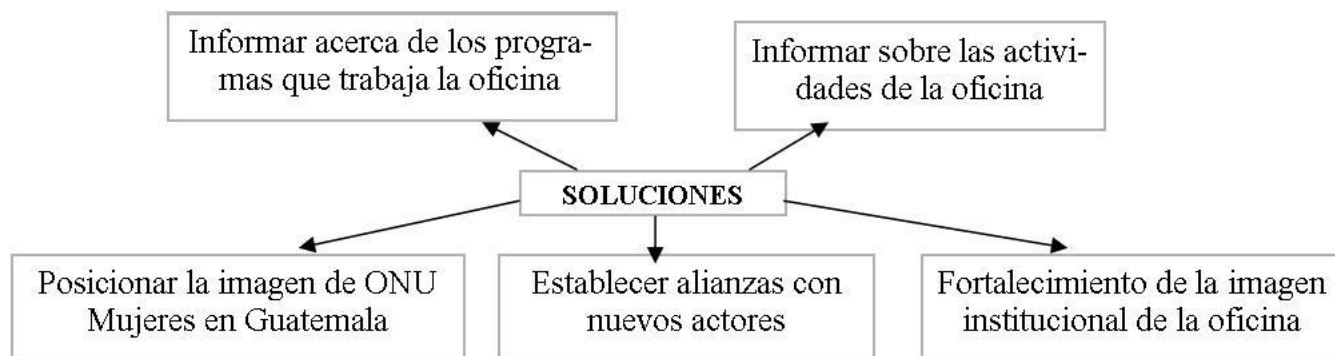 Informar acerca de los progra-
mas que trabaja la oficina
Informar sobre las activi-
dades de la oficina
SOLUCIONES
Posicionar la imagen de ONU
Mujeres en Guatemala
Establecer alianzas con
nuevos actores
Fortalecimiento de la imagen
institucional de la oficina